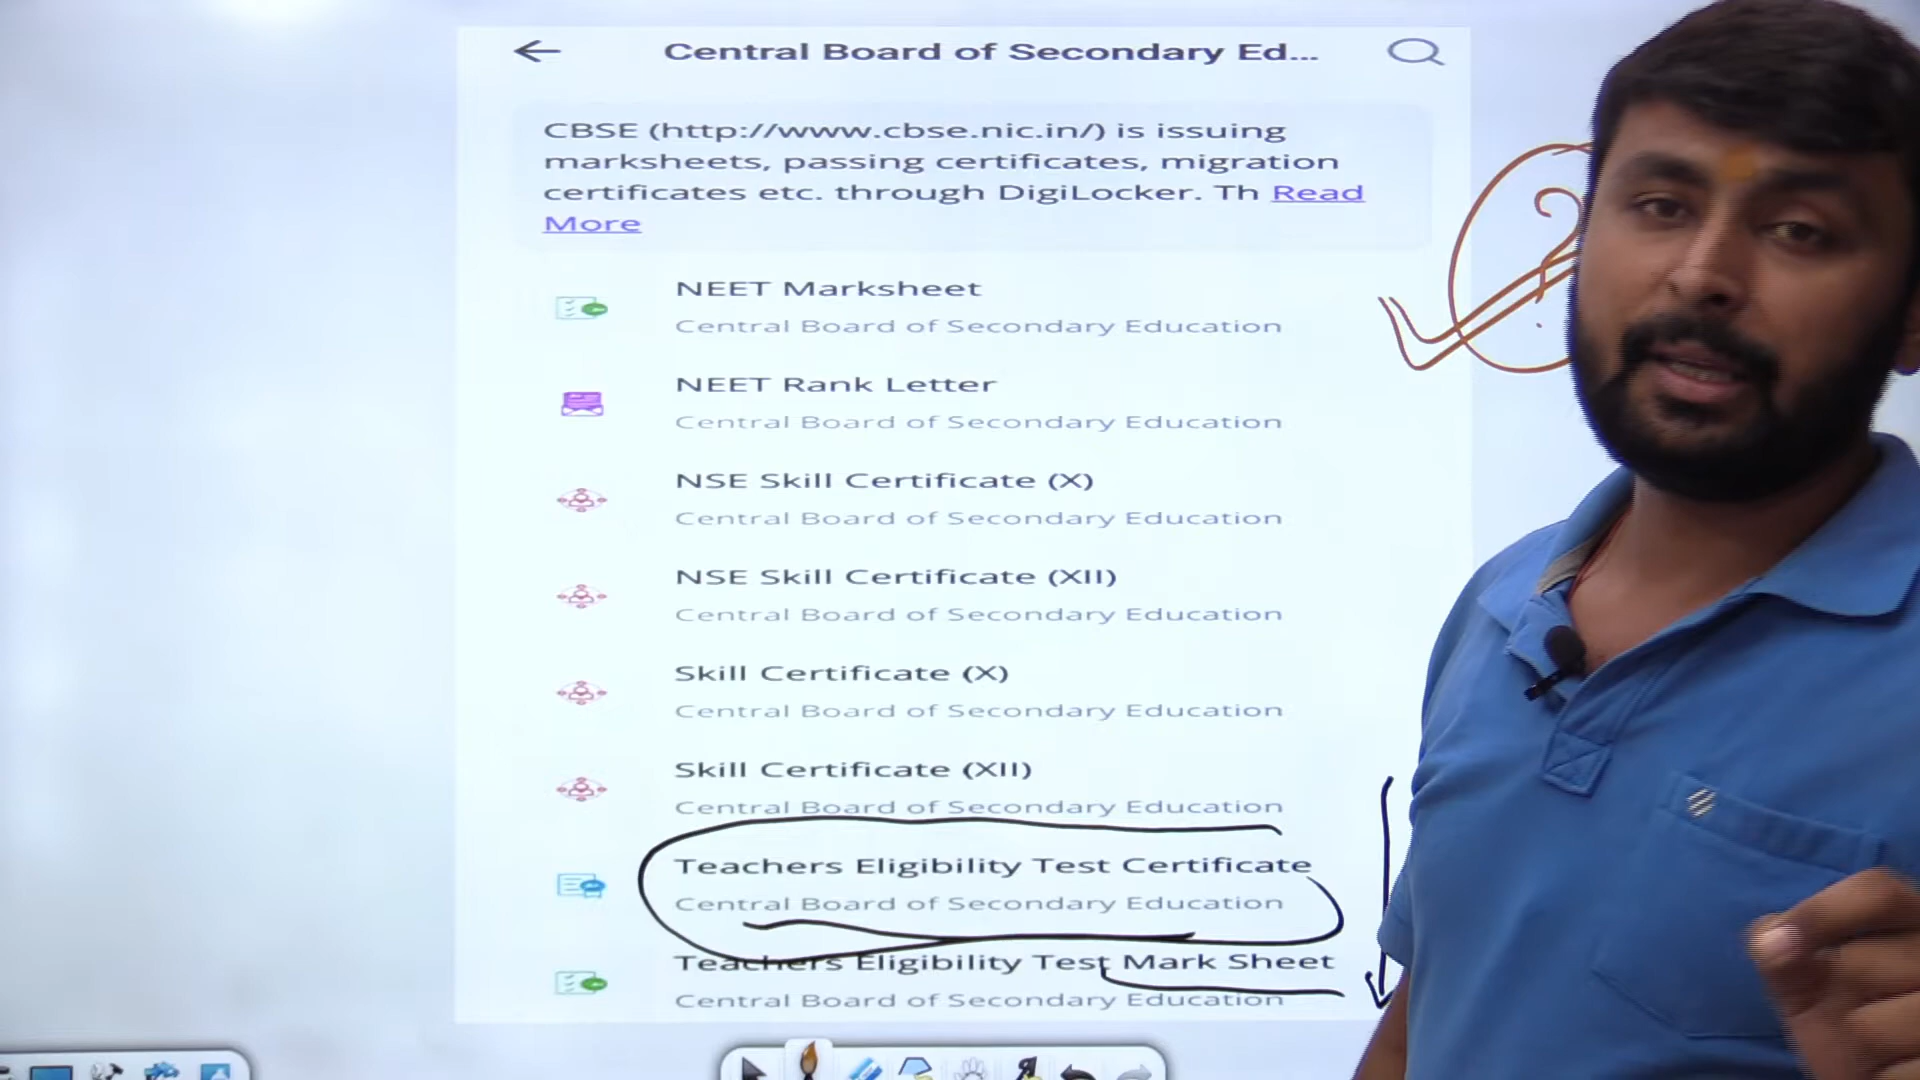 Central Board of Secondary Ed...
CBSE (http://www.cbse.nic.in/) is issuing
marksheets, passing certificates, migration
certificates etc. through DigiLocker. Th Read
More
NEET Marksheet
Central Board of Secondary Education
NEET Rank Letter
Central Board of Secondary Education
NSE Skill Certificate (X)
Central Board of Secondary Education
NSE Skill Certificate (XII)
Central Board of Secondary Education
Skill Certificate (X)
Central Board of Secondary Education
Skill Certificate (XII)
Central Board of Secondary Education
Teachers Eligibility Test Certificate
Central Board of Secondary Education
Teachers Eligibility Test Mark Sheet
Central Board of Secondary Education
?